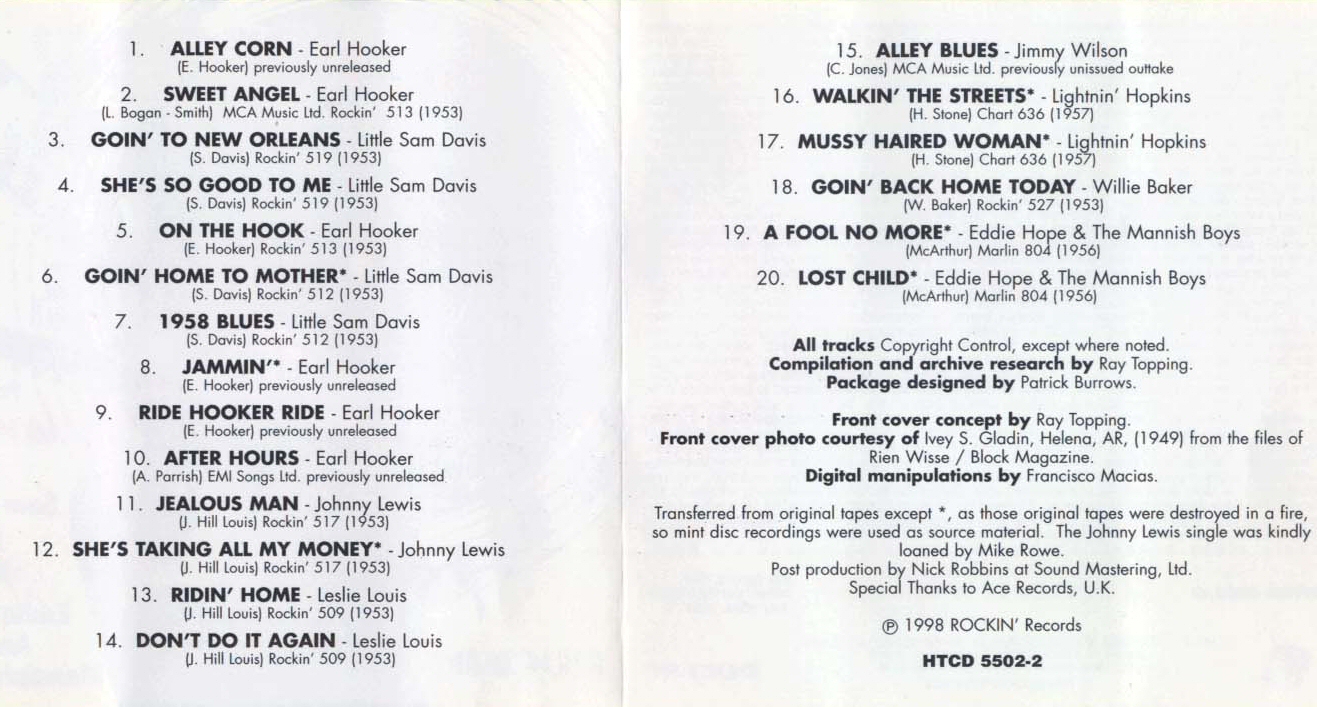 1. ALLEY CORN - Earl Hooker
(E. Hooker) previously unreleased
2. SWEET ANGEL - Earl Hooker
(L. Bogan - Smith) MCA Music Ltd. Rockin' 513 (1953)
3. GOIN' TO NEW ORLEANS - Little Sam Davis
(S. Davis) Rockin' 519 (1953)
4. SHE'S SO GOOD TO ME - Little Sam Davis
(S. Davis) Rockin' 519 (1953)
5. ON THE HOOK - Earl Hooker
(E. Hooker) Rockin' 513 (1953)
6. GOIN' HOME TO MOTHER* - Little Sam Davis
(S. Davis) Rockin' 512 (1953)
7. 1958 BLUES - Little Sam Davis
(S. Davis) Rockin' 512 (1953)
8. JAMMIN'* - Earl Hooker
(E. Hooker) previously unreleased
9. RIDE HOOKER RIDE - Earl Hooker
(E. Hooker) previously unreleased
10. AFTER HOURS - Earl Hooker
(A. Parrish) EMI Songs Ltd. previously unreleased
11. JEALOUS MAN - Johnny Lewis
(J. Hill Louis) Rockin' 517 (1953)
12. SHE'S TAKING ALL MY MONEY* - Johnny Lewis
(J. Hill Louis) Rockin' 517 (1953)
13. RIDIN' HOME - Leslie Louis
(J. Hill Louis) Rockin' 509 (1953)
14. DON'T DO IT AGAIN - Leslie Louis
(J. Hill Louis) Rockin' 509 (1953)
15. ALLEY BLUES - Jimmy Wilson
(C. Jones) MCA Music Ltd. previously unissued outtake
16. WALKIN' THE STREETS* - Lightnin' Hopkins
(H. Stone) Chart 636 (1957)
17. MUSSY HAIRED WOMAN* - Lightnin' Hopkins
(H. Stone) Chart 636 (1957)
18. GOIN' BACK HOME TODAY - Willie Baker
(W. Baker) Rockin' 527 (1953)
19. A FOOL NO MORE* - Eddie Hope & The Mannish Boys
(McArthur) Marlin 804 (1956)
20. LOST CHILD* - Eddie Hope & The Mannish Boys
(McArthur) Marlin 804 (1956)
All tracks Copyright Control, except where noted.
Compilation and archive research by Ray Topping.
Package designed by Patrick Burrows.
Front cover concept by Ray Topping.
Front cover photo courtesy of Ivey S. Gladin, Helena, AR, (1949) from the files of
Rien Wisse / Block Magazine.
Digital manipulations by Francisco Macias.
Transferred from original tapes except *, as those original tapes were destroyed in a fire,
so mint disc recordings were used as source material. The Johnny Lewis single was kindly
loaned by Mike Rowe.
Post production by Nick Robbins at Sound Mastering, Ltd.
Special Thanks to Ace Records, U.K.
℗ 1998 ROCKIN' Records
HTCD 5502-2